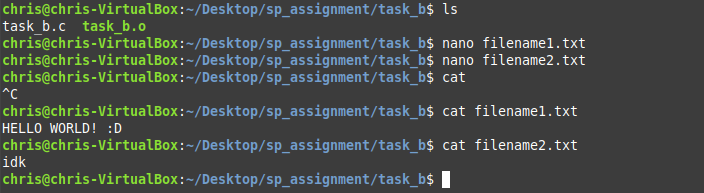 chris@chris-VirtualBox:~/Desktop/sp_assignment/task_b$ ls
task_b.c  task_b.o
chris@chris-VirtualBox:~/Desktop/sp_assignment/task_b$ nano filename1.txt
chris@chris-VirtualBox:~/Desktop/sp_assignment/task_b$ nano filename2.txt
chris@chris-VirtualBox:~/Desktop/sp_assignment/task_b$ cat
^C
chris@chris-VirtualBox:~/Desktop/sp_assignment/task_b$ cat filename1.txt
HELLO WORLD! :D
chris@chris-VirtualBox:~/Desktop/sp_assignment/task_b$ cat filename2.txt
idk
chris@chris-VirtualBox:~/Desktop/sp_assignment/task_b$